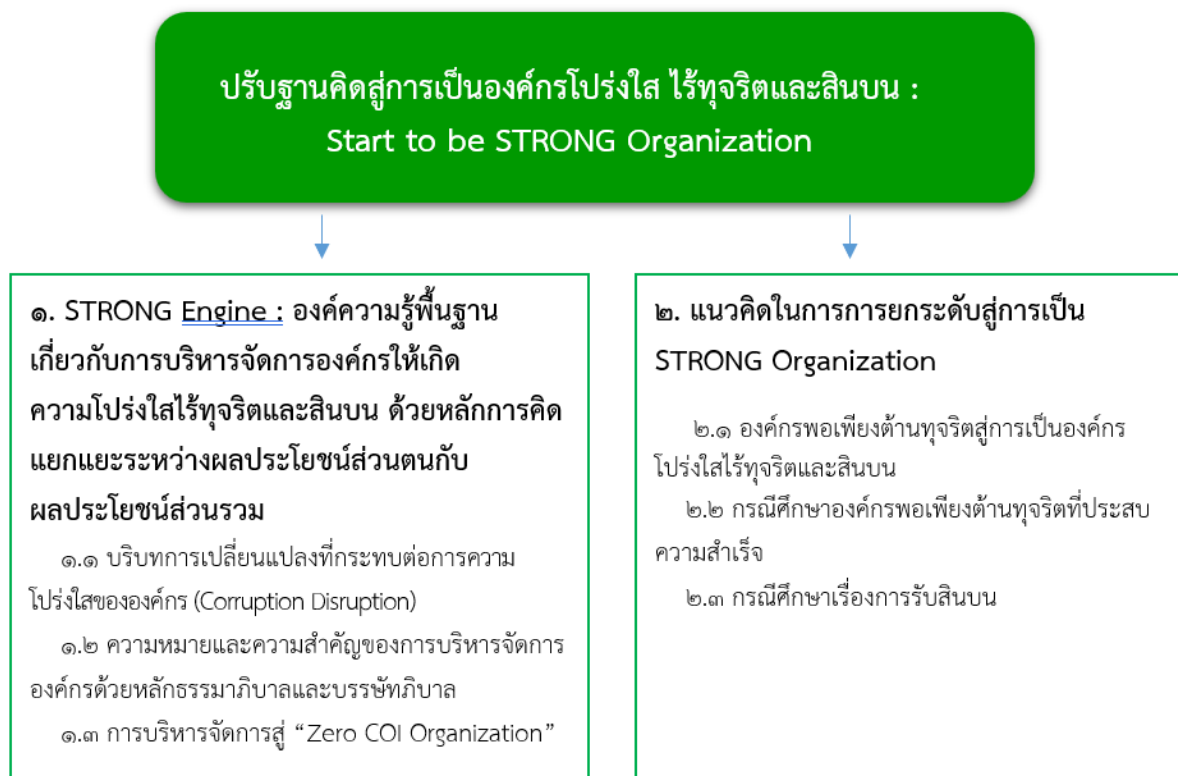 ปรับฐานคิดสู่การเป็นองค์กรโปร่งใส ไร้ทุจริตและสินบน :
Start to be STRONG Organization
๑. STRONG Engine : องค์ความรู้พื้นฐาน
เกี่ยวกับการบริหารจัดการองค์กรให้เกิด
ความโปร่งใสไร้ทุจริตและสินบน ด้วยหลักการคิด
แยกแยะระหว่างผลประโยชน์ส่วนตนกับ
ผลประโยชน์ส่วนรวม
๑.๑ บริบทการเปลี่ยนแปลงที่กระทบต่อการความ
โปร่งใสขององค์กร (Corruption Disruption)
๑.๒ ความหมายและความสำคัญของการบริหารจัดการ
องค์กรด้วยหลักธรรมาภิบาลและบรรษัทภิบาล
๑.๓ การบริหารจัดการสู่ “Zero COI Organization”
๒. แนวคิดในการการยกระดับสู่การเป็น
STRONG Organization
๒.๑ องค์กรพอเพียงต้านทุจริตสู่การเป็นองค์กร
โปร่งใสไร้ทุจริตและสินบน
๒.๒ กรณีศึกษาองค์กรพอเพียงต้านทุจริตที่ประสบ
ความสำเร็จ
๒.๓ กรณีศึกษาเรื่องการรับสินบน